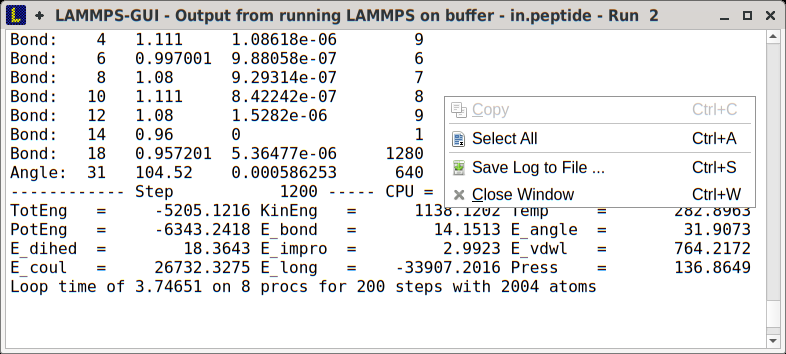 LAMMPS-GUI - Output from running LAMMPS on buffer - in.peptide - Run 2
Bond: 4 1.111 1.08618e-06 9
Bond: 6 0.997001 9.88058e-07 6
Bond: 8 1.08 9.29314e-07 7
Bond: 10 1.111 8.42242e-07 8
Bond: 12 1.08 1.5282e-06 9
Bond: 14 0.96 0 1
Bond: 18 0.957201 5.36477e-06 1280
Angle: 31 104.52 0.000586253 640
------------ Step 1200 ----- CPU =
TotEng = -5205.1216 KinEng = 1138.1202 Temp = 282.8963
PotEng = -6343.2418 E_bond = 14.1513 E_angle = 31.9073
E_dihed = 18.3643 E_impro = 2.9923 E_vdwl = 764.2172
E_coul = 26732.3275 E_long = -33907.2016 Press = 136.8649
Loop time of 3.74651 on 8 procs for 200 steps with 2004 atoms
Copy Ctrl+C
Select All Ctrl+A
Save Log to File ... Ctrl+S
Close Window Ctrl+W